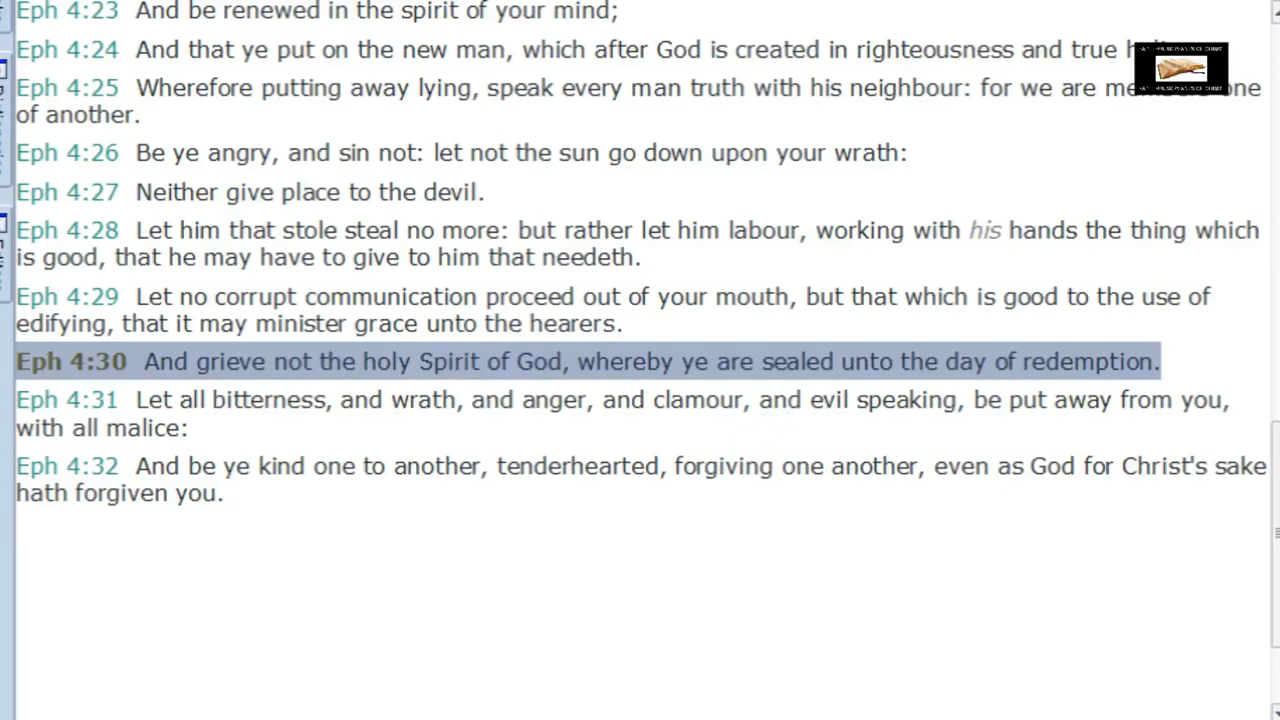 Eph 4:23 And be renewed in the spirit of your mind;
Eph 4:24 And that ye put on the new man, which after God is created in righteousness and true
Eph 4:25 Wherefore putting away lying, speak every man truth with his neighbour: for we are one
of another.
Eph 4:26 Be ye angry, and sin not: let not the sun go down upon your wrath:
Eph 4:27 Neither give place to the devil.
Eph 4:28 Let him that stole steal no more: but rather let him labour, working with his hands the thing which
is good, that he may have to give to him that needeth.
Eph 4:29 Let no corrupt communication proceed out of your mouth, but that which is good to the use of
edifying, that it may minister grace unto the hearers.
Eph 4:30 And grieve not the holy Spirit of God, whereby ye are sealed unto the day of redemption.
Eph 4:31 Let all bitterness, and wrath, and anger, and clamour, and evil speaking, be put away from you,
with all malice:
Eph 4:32 And be ye kind one to another, tenderhearted, forgiving one another, even as God for Christ's sake
hath forgiven you.